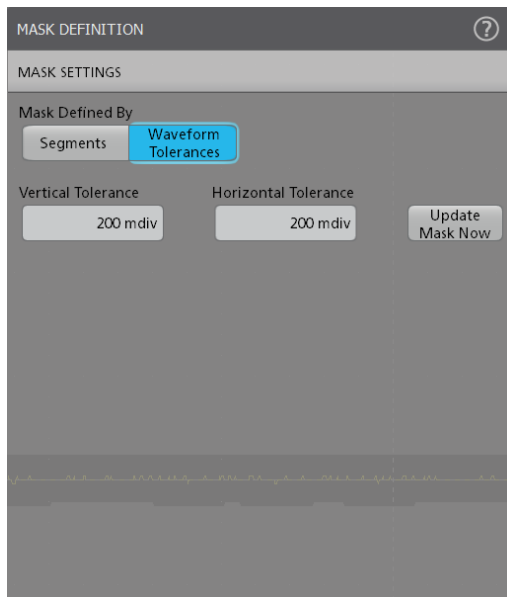 MASK DEFINITION ?
MASK SETTINGS
Mask Defined By
Segments
Waveform
Tolerances
Vertical Tolerance Horizontal Tolerance
200 mdiv 200 mdiv
Update
Mask Now